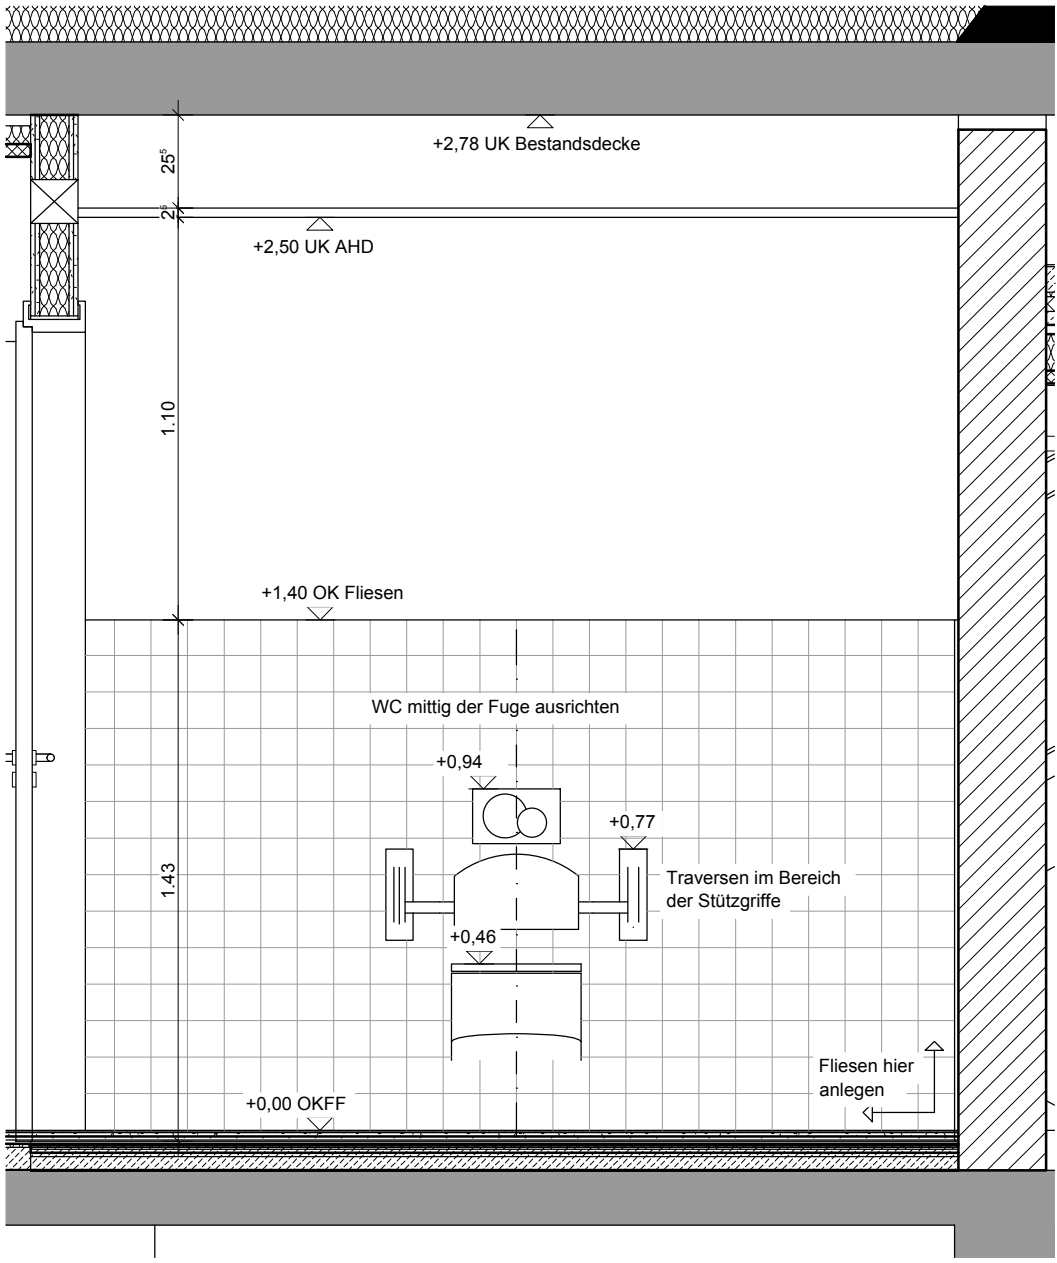 +2,78 UK Bestandsdecke
25⁵
2⁵
+2,50 UK AHD
1.10
+1,40 OK Fliesen
WC mittig der Fuge ausrichten
+0,94
+0,77
1.43
Traversen im Bereich
der Stützgriffe
+0,46
Fliesen hier
anlegen
+0,00 OKFF